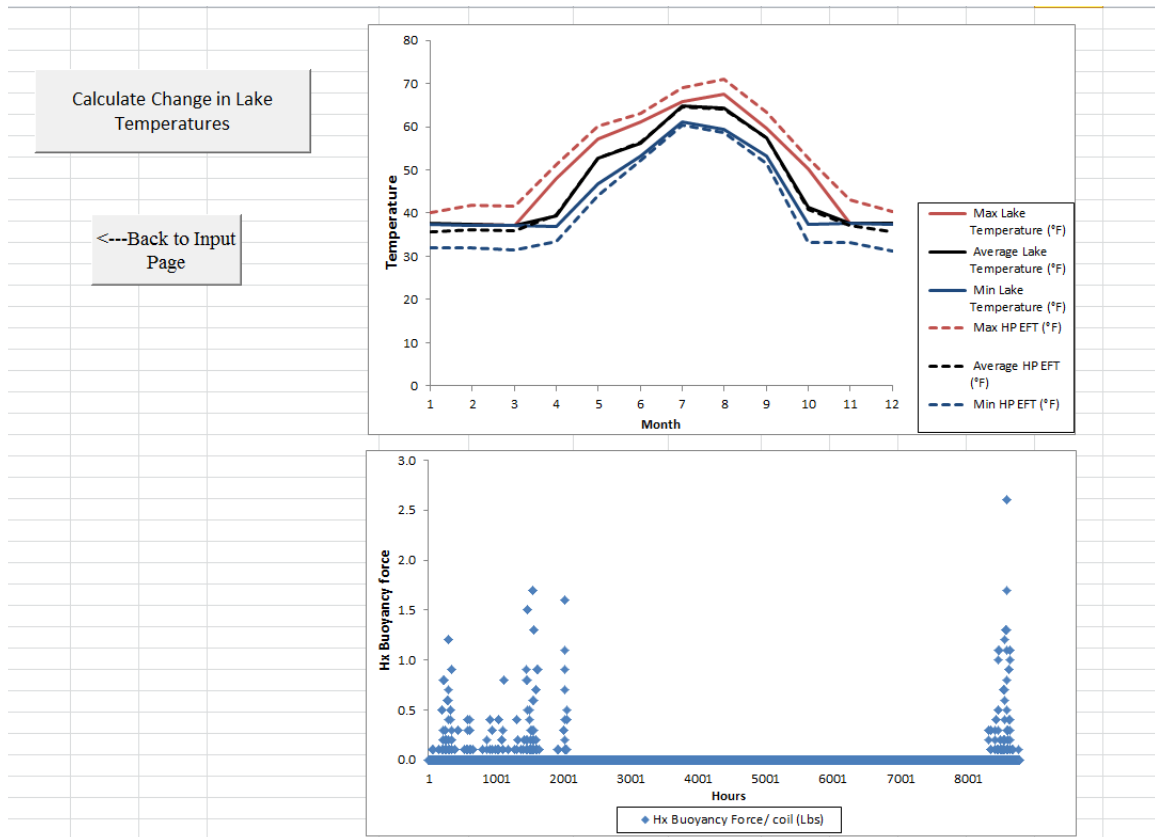 Calculate Change in Lake
Temperatures
<---Back to Input
Page
80
70
60
50
40
30
20
10
0
Temperature
1 2 3 4 5 6 7 8 9 10 11 12
Month
Max Lake
Temperature (°F)
Average Lake
Temperature (°F)
Min Lake
Temperature (°F)
Max HP EFT (°F)
Average HP EFT
(°F)
Min HP EFT (°F)
3.0
2.5
2.0
1.5
1.0
0.5
0.0
Hx Buoyancy force
1 1001 2001 3001 4001 5001 6001 7001 8001
Hours
Hx Buoyancy Force/ coil (Lbs)